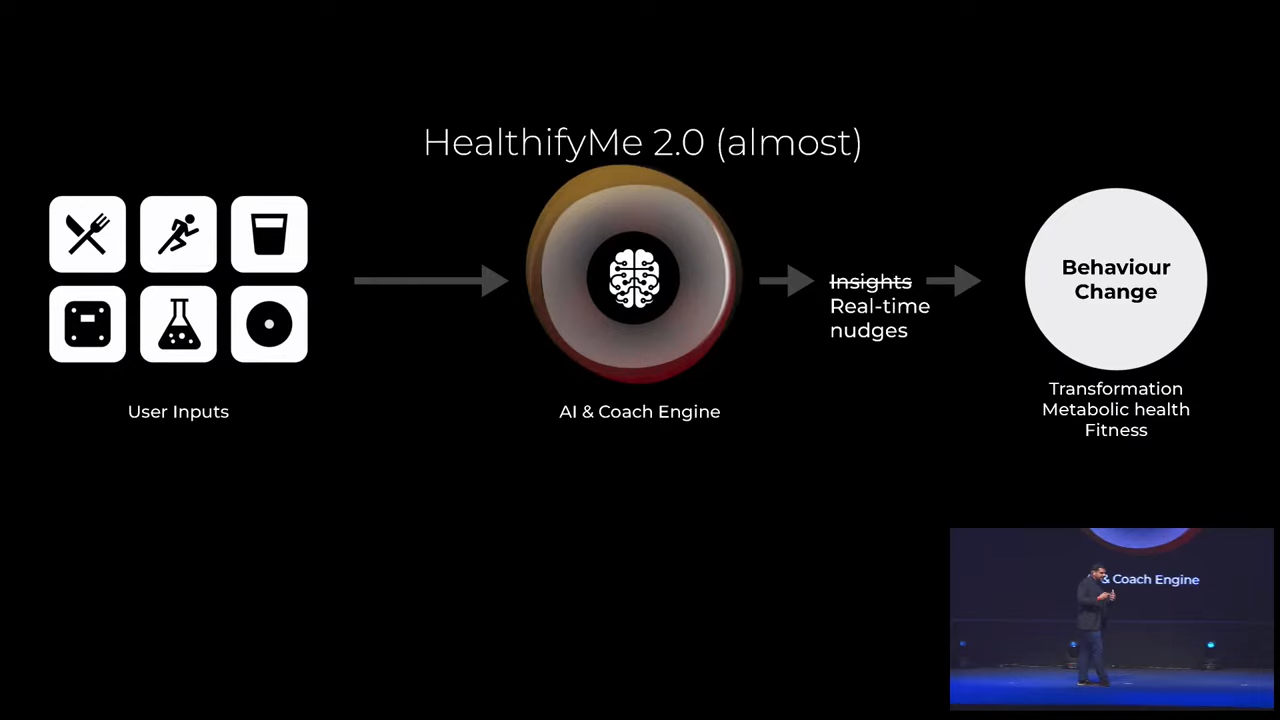 HealthifyMe 2.0 (almost)
User Inputs
AI & Coach Engine
Insights
Real-time
nudges
Behaviour
Change
Transformation
Metabolic health
Fitness
& Coach Engine